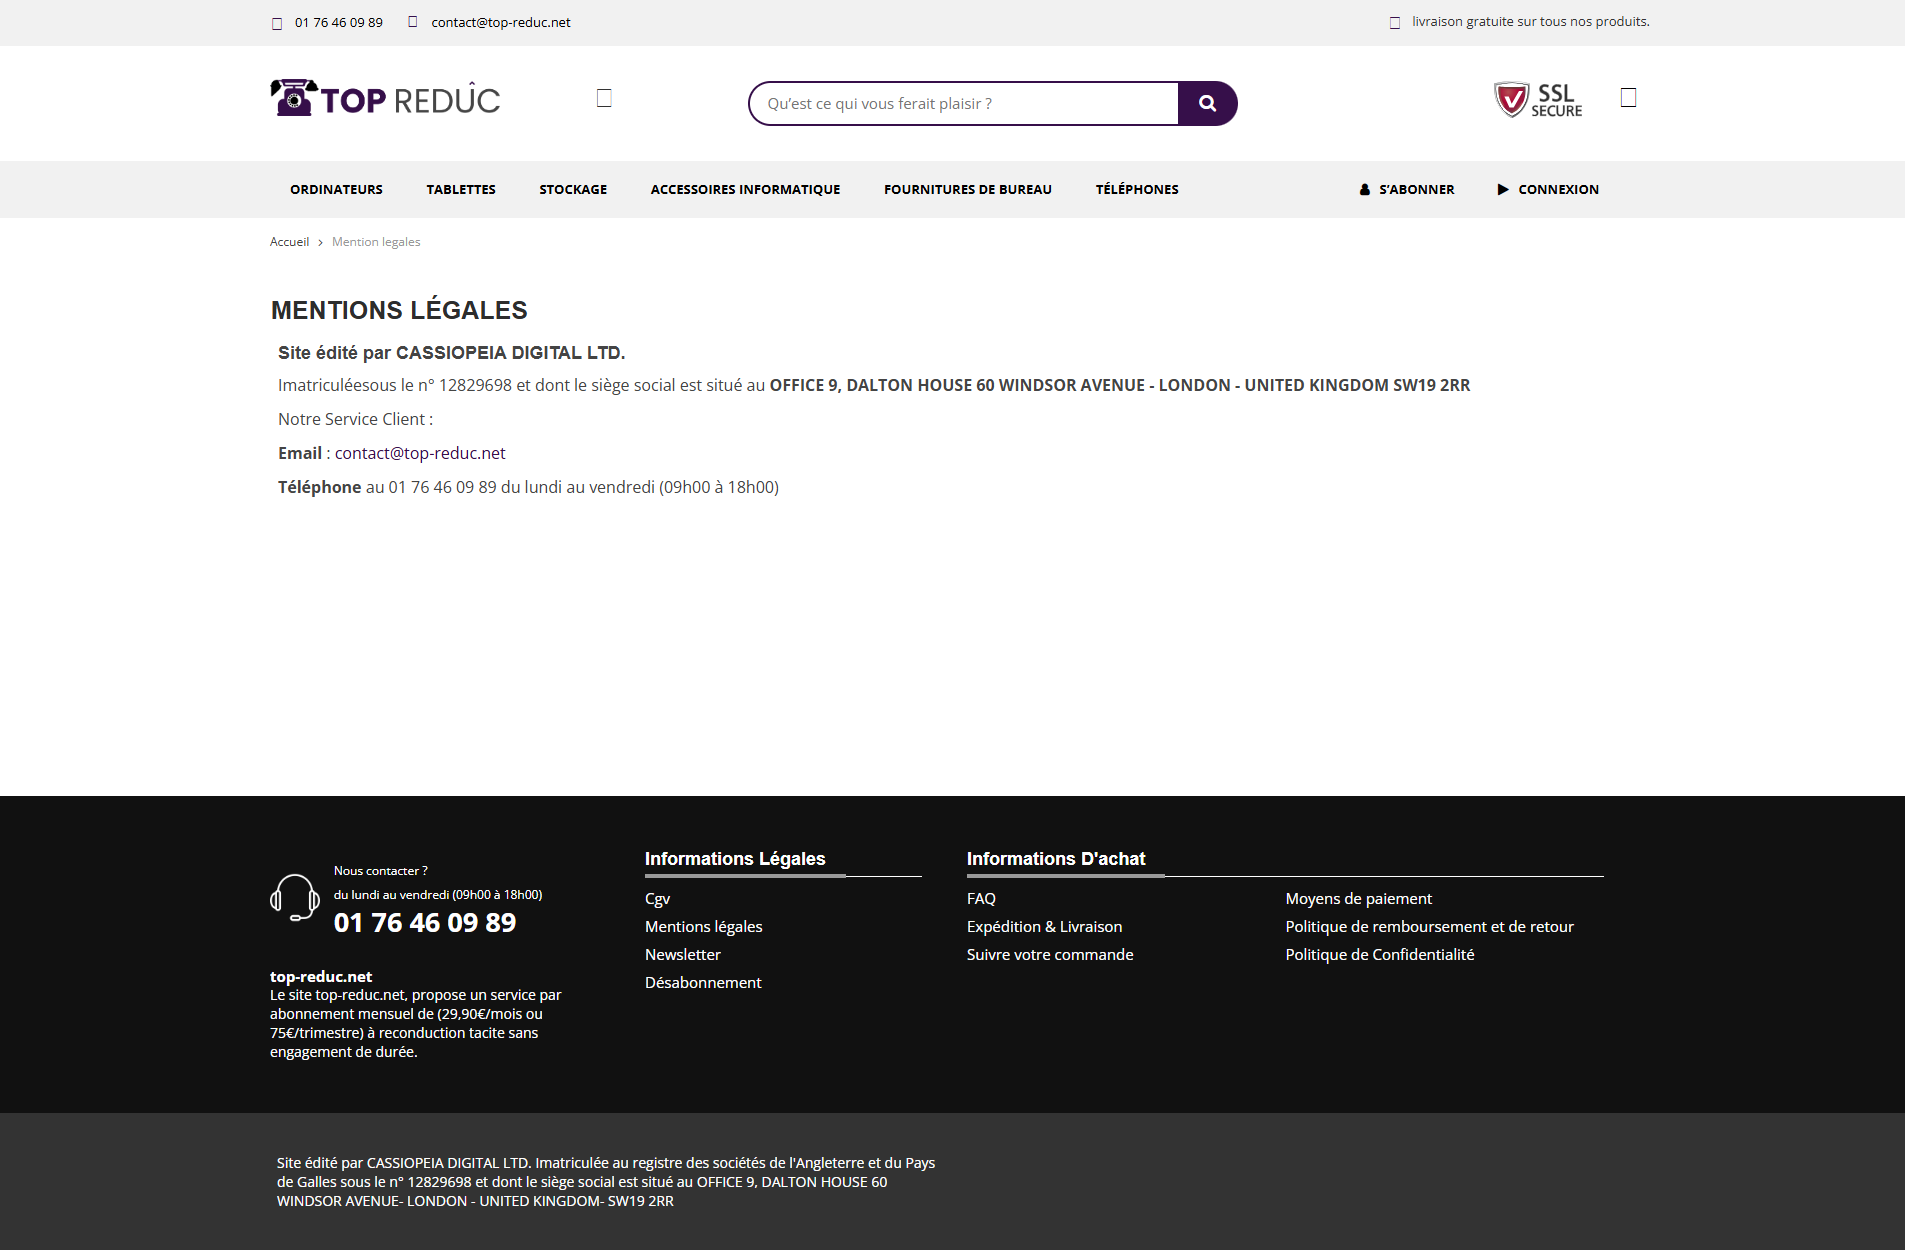 01 76 46 09 89 contact@top-reduc.net livraison gratuite sur tous nos produits.
TOP REDUC Qu’est ce qui vous ferait plaisir ? SSL SECURE
ORDINATEURS TABLETTES STOCKAGE ACCESSOIRES INFORMATIQUE FOURNITURES DE BUREAU TÉLÉPHONES S’ABONNER CONNEXION
Accueil > Mention legales
MENTIONS LÉGALES
Site édité par CASSIOPEIA DIGITAL LTD.
Imatriculéesous le n° 12829698 et dont le siège social est situé au OFFICE 9, DALTON HOUSE 60 WINDSOR AVENUE - LONDON - UNITED KINGDOM SW19 2RR
Notre Service Client :
Email : contact@top-reduc.net
Téléphone au 01 76 46 09 89 du lundi au vendredi (09h00 à 18h00)
Nous contacter ?
du lundi au vendredi (09h00 à 18h00)
01 76 46 09 89
top-reduc.net
Le site top-reduc.net, propose un service par
abonnement mensuel de (29,90€/mois ou
75€/trimestre) à reconduction tacite sans
engagement de durée.
Informations Légales
Cgv
Mentions légales
Newsletter
Désabonnement
Informations D'achat
FAQ
Expédition & Livraison
Suivre votre commande
Moyens de paiement
Politique de remboursement et de retour
Politique de Confidentialité
Site édité par CASSIOPEIA DIGITAL LTD. Imatriculée au registre des sociétés de l'Angleterre et du Pays
de Galles sous le n° 12829698 et dont le siège social est situé au OFFICE 9, DALTON HOUSE 60
WINDSOR AVENUE- LONDON - UNITED KINGDOM- SW19 2RR